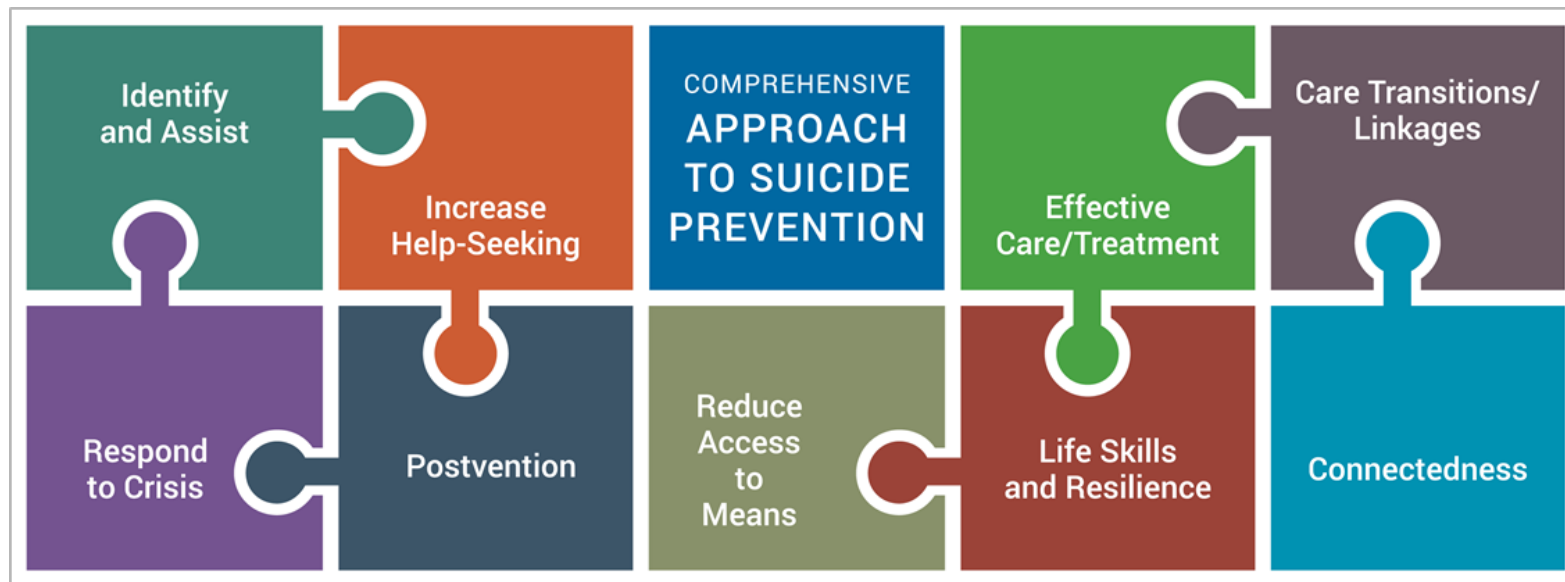 Identify
and Assist
Increase
Help-Seeking
COMPREHENSIVE
APPROACH
TO SUICIDE
PREVENTION
Effective
Care/Treatment
Care Transitions/
Linkages
Respond
to Crisis
Postvention
Reduce
Access
to
Means
Life Skills
and Resilience
Connectedness